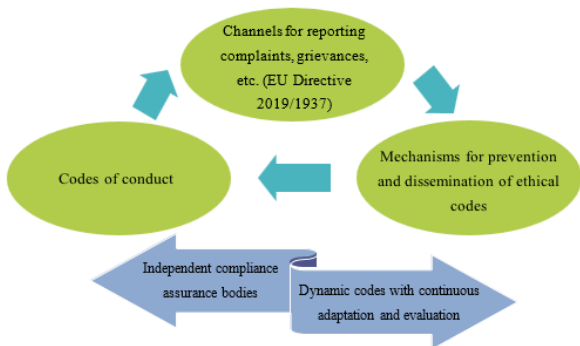 Channels for reporting
complaints, grievances,
etc. (EU Directive
2019/1937)
Codes of conduct
Mechanisms for prevention
and dissemination of ethical
codes
Independent compliance
assurance bodies
Dynamic codes with continuous
adaptation and evaluation